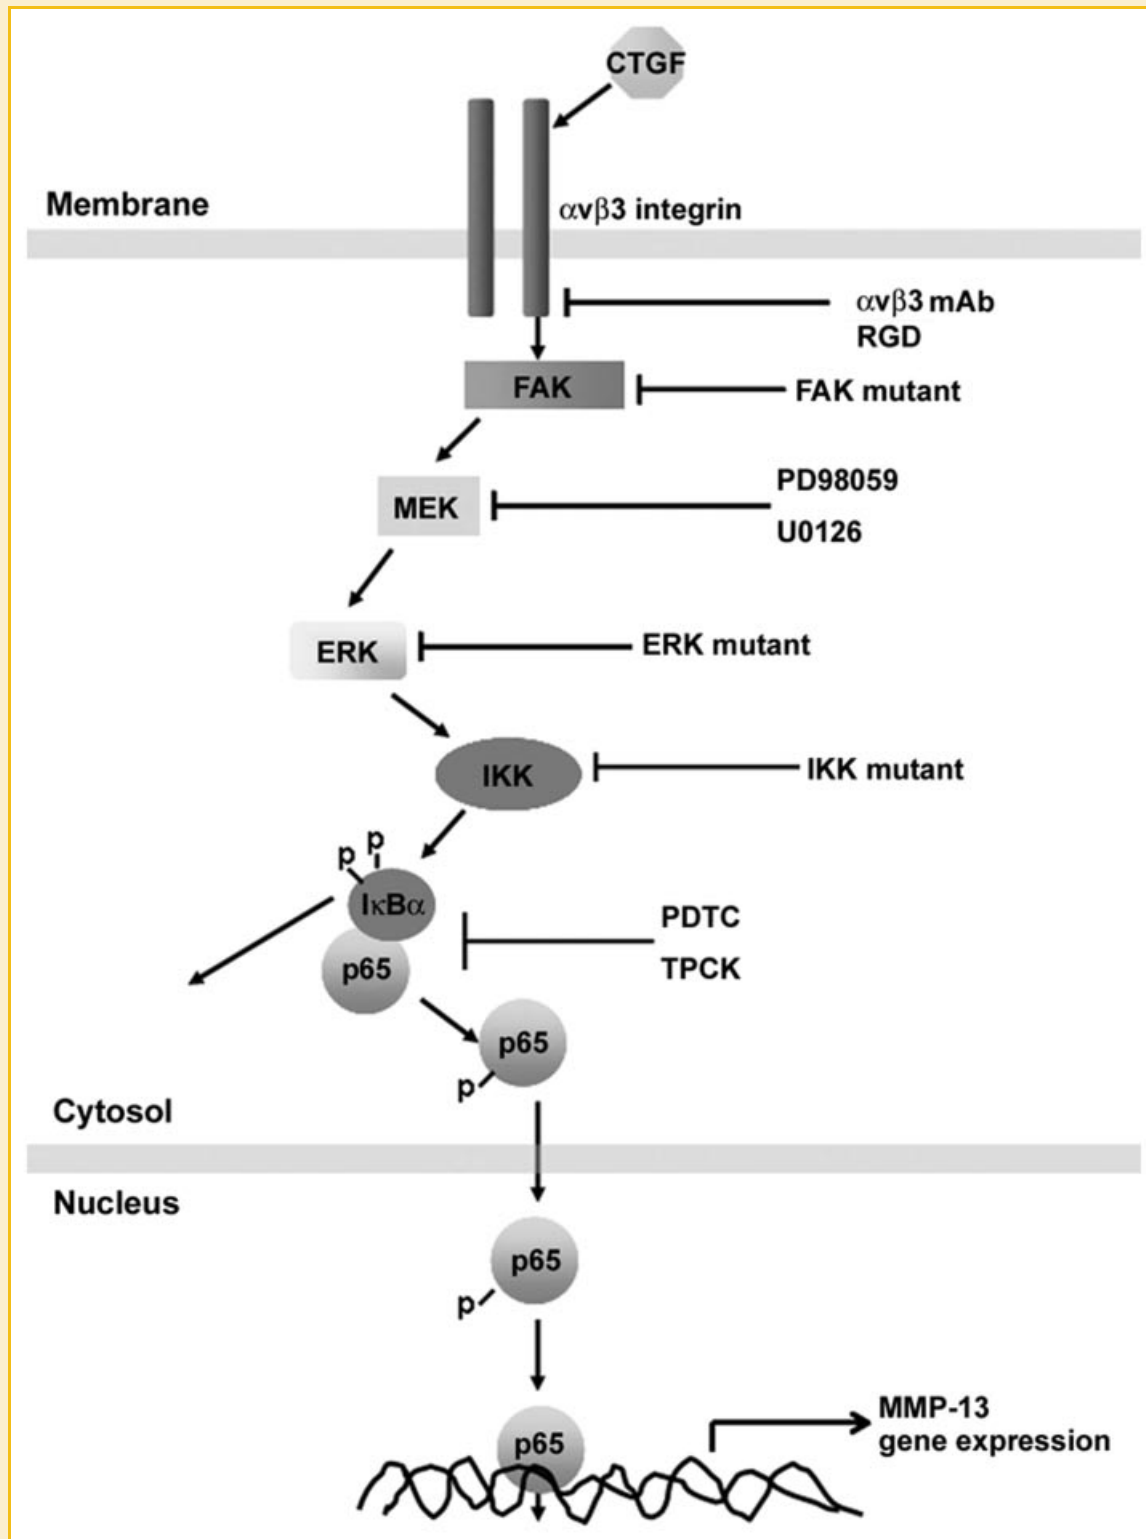 CTGF
Membrane
αvβ3 integrin
αvβ3 mAb
RGD
FAK
FAK mutant
PD98059
MEK
U0126
ERK
ERK mutant
IKK
IKK mutant
p
p
IκBα
PDTC
p65
TPCK
p65
p
Cytosol
Nucleus
p65
p
MMP-13
gene expression
p65